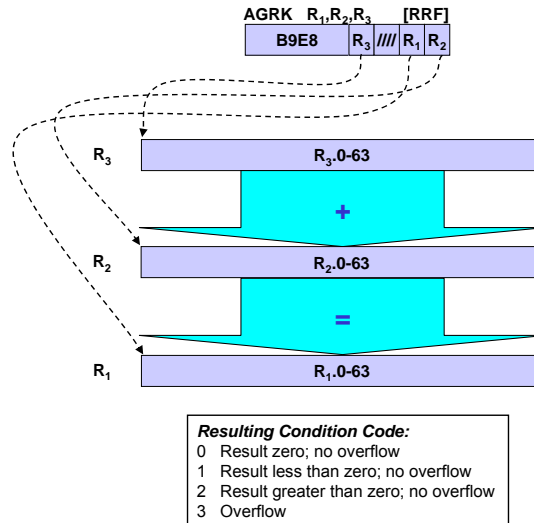 AGRK R1,R2,R3 [RRF]
B9E8 R3 //// R1 R2
R3 R3.0-63
+
R2 R2.0-63
=
R1 R1.0-63
Resulting Condition Code:
0 Result zero; no overflow
1 Result less than zero; no overflow
2 Result greater than zero; no overflow
3 Overflow